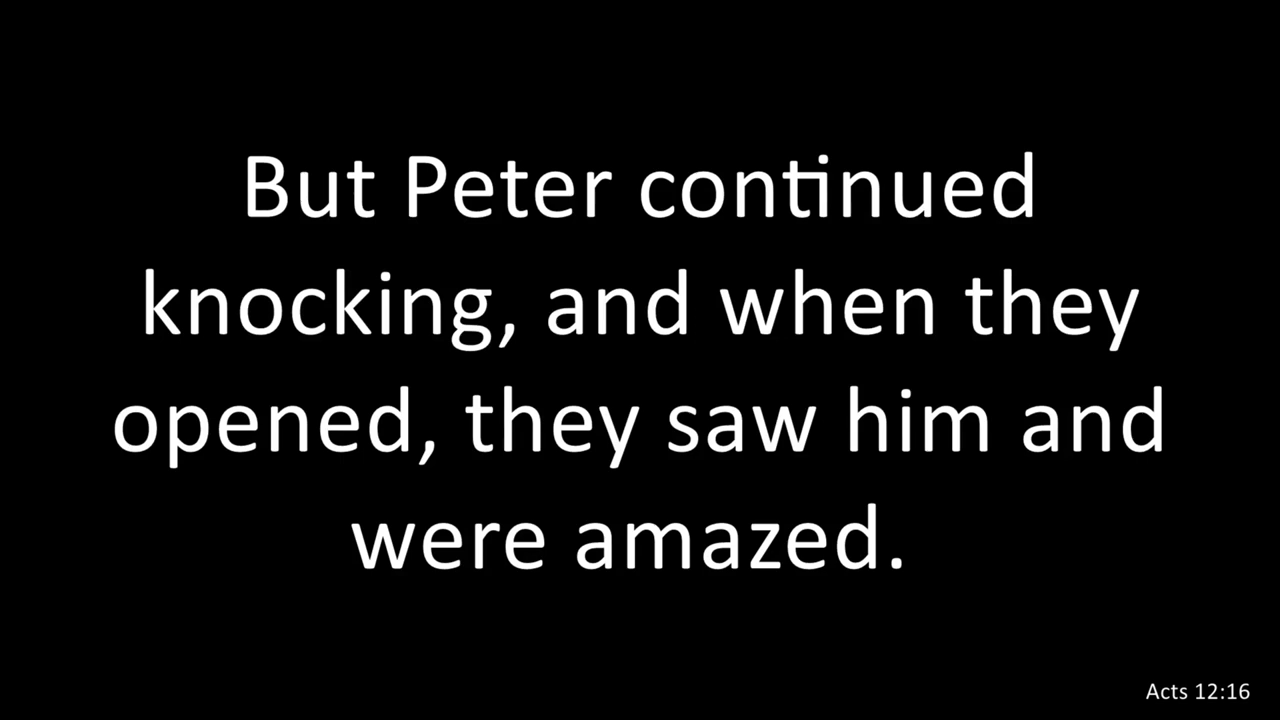 But Peter continued
knocking, and when they
opened, they saw him and
were amazed.
Acts 12:16